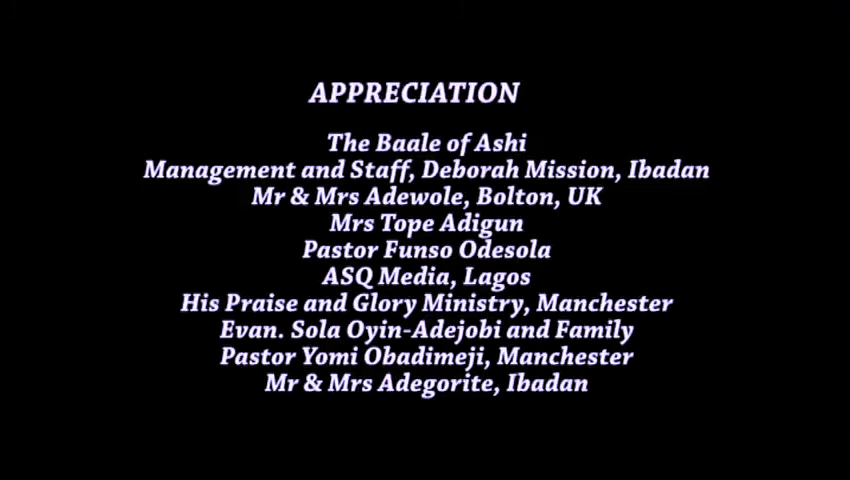 APPRECIATION
The Baale of Ashi
Management and Staff, Deborah Mission, Ibadan
Mr & Mrs Adewole, Bolton, UK
Mrs Tope Adigun
Pastor Funso Odesola
ASQ Media, Lagos
His Praise and Glory Ministry, Manchester
Evan. Sola Oyin-Adejobi and Family
Pastor Yomi Obadimeji, Manchester
Mr & Mrs Adegorite, Ibadan